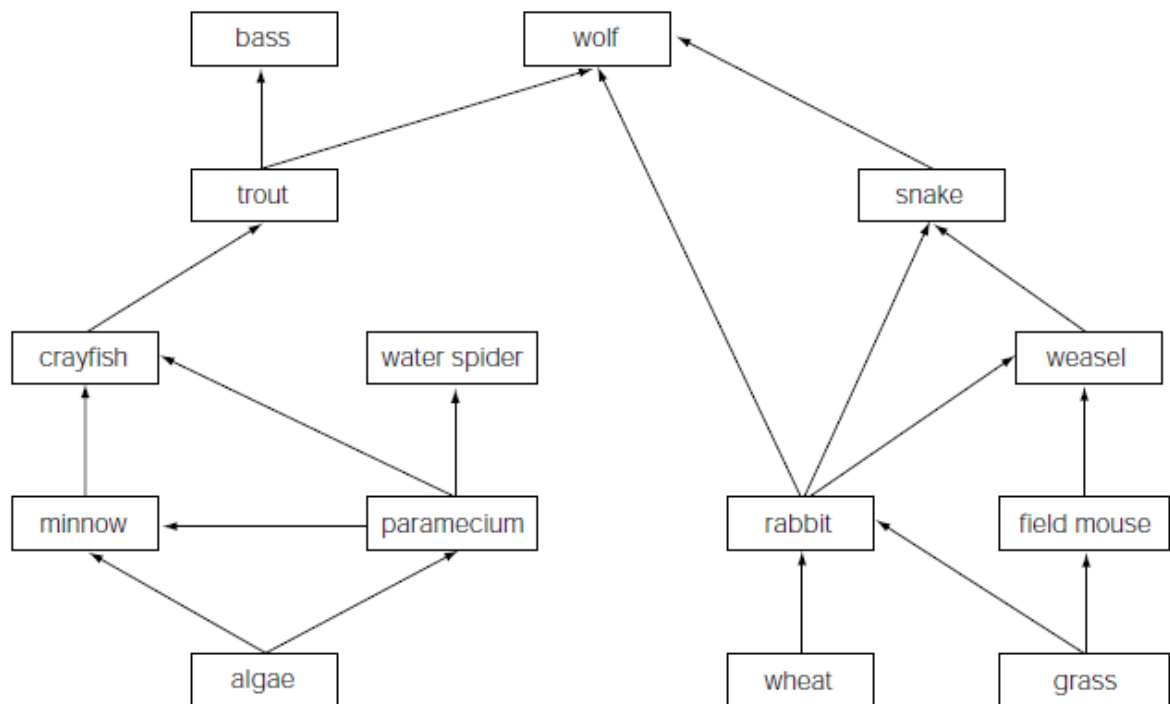 bass
wolf
trout
snake
crayfish
water spider
weasel
minnow
paramecium
rabbit
field mouse
algae
wheat
grass